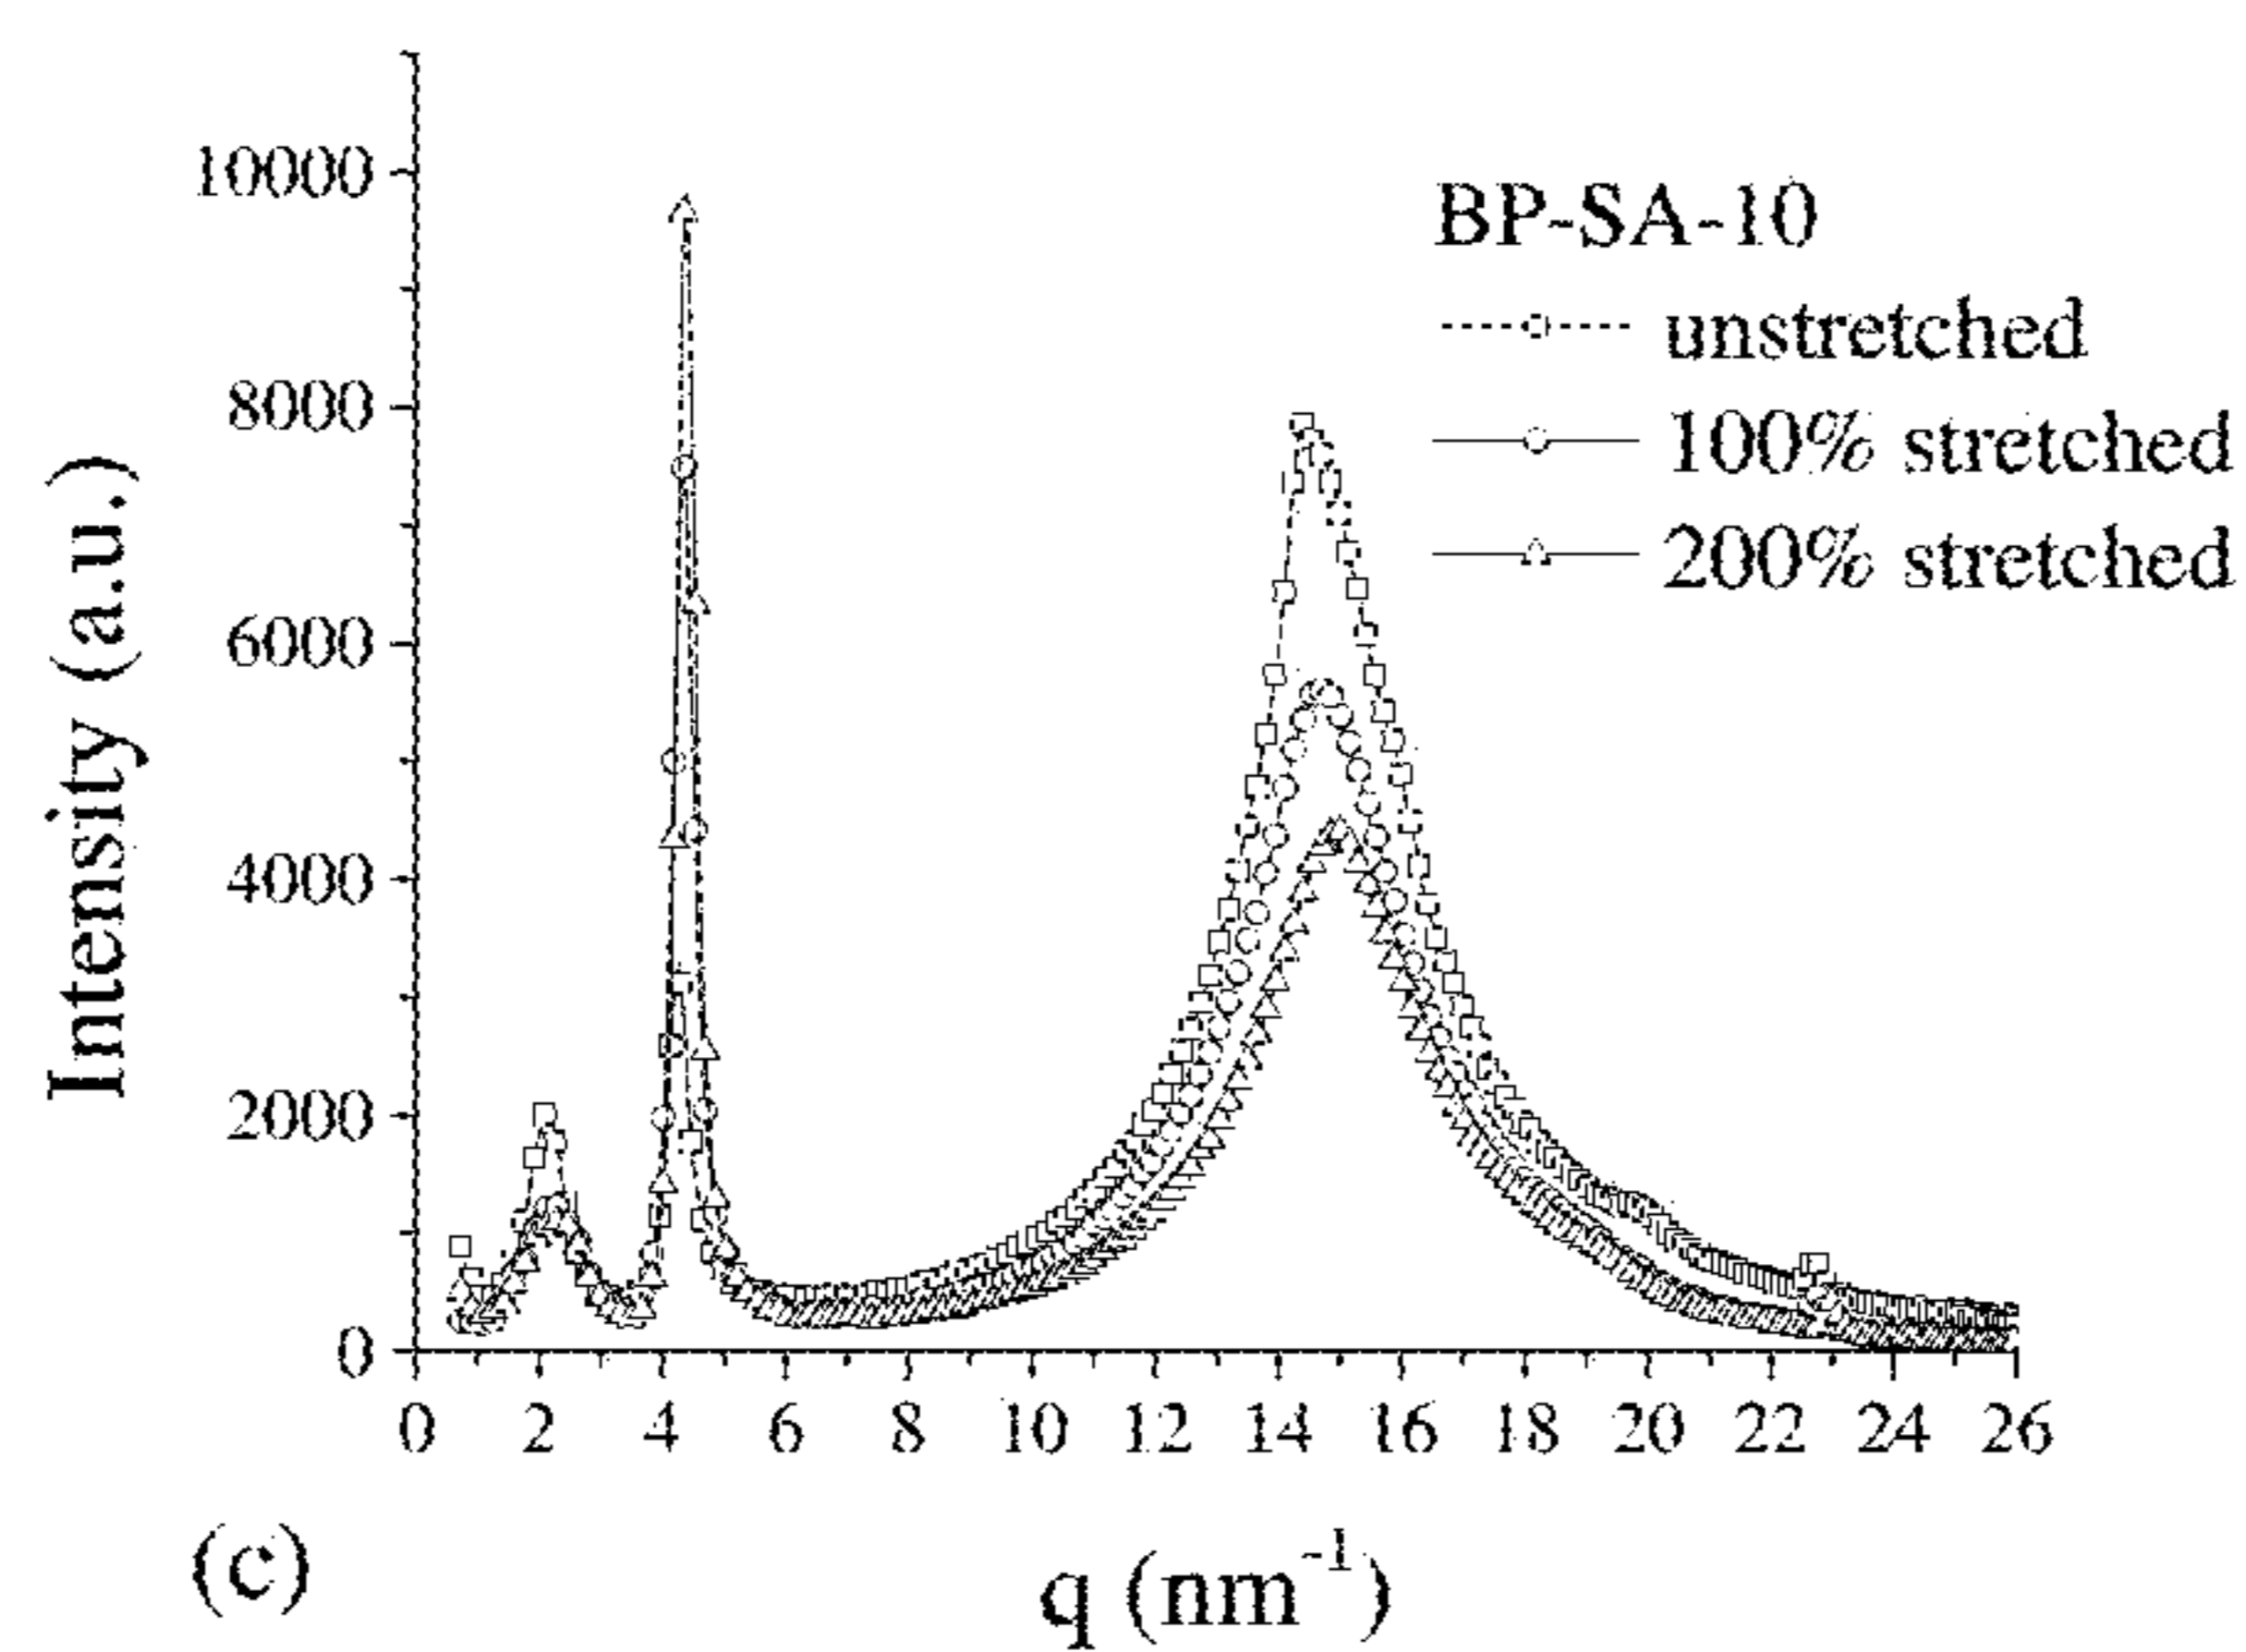 10000
8000
6000
4000
2000
0
Intensity (a.u.)
BP-SA-10
unstretched
100% stretched
200% stretched
0 2 4 6 8 10 12 14 16 18 20 22 24 26
(c)
q (nm⁻¹)